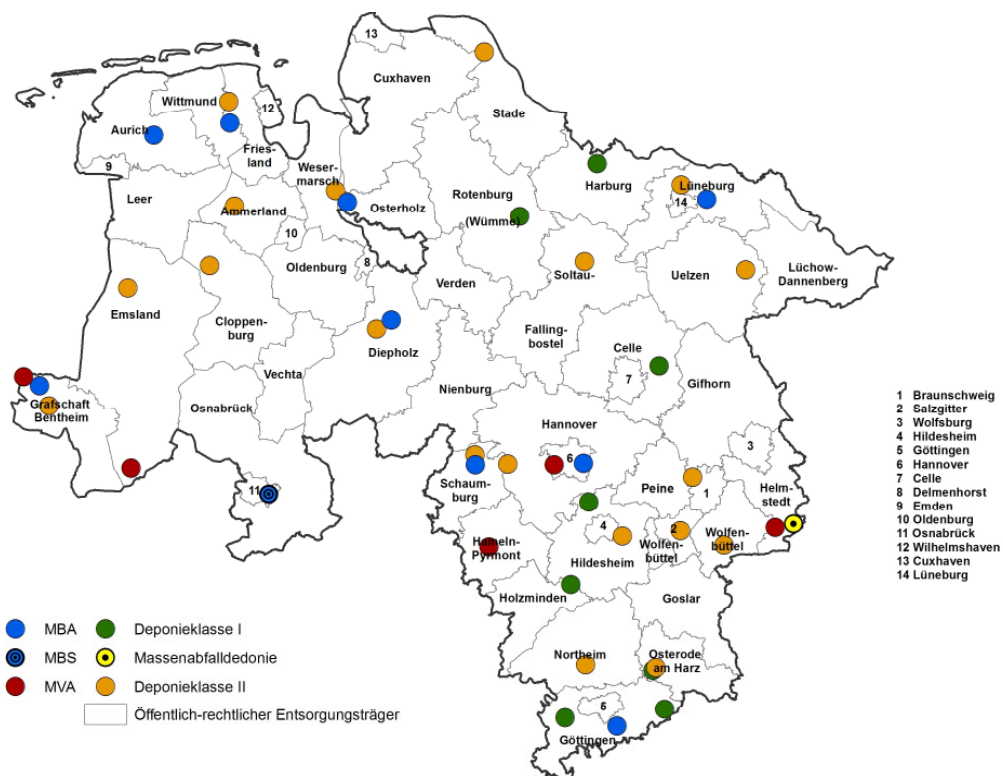 13
Cuxhaven
Wittmund
12
Stade
Aurich
Fries-
land
9
Weser-
marsch
Harburg
Lüneburg
14
Leer
Rotenburg
(Wümme)
Osterholz
Ammerland
10
Oldenburg
8
Soltau-
Uelzen
Lüchow-
Dannenberg
Verden
Emsland
Cloppen-
burg
Falling-
bostel
Celle
7
Diepholz
Vechta
Gifhorn
Nienburg
Grafschaft
Bentheim
Osnabrück
Hannover
6
3
Schaum-
burg
Peine
1
Helm-
stedt
11
4
2
Wolfen-
büttel
Wolfen-
büttel
Hameln-
Pyrmont
Hildesheim
Holzminden
Goslar
Northeim
Osterode
am Harz
5
Göttingen
1 Braunschweig
2 Salzgitter
3 Wolfsburg
4 Hildesheim
5 Göttingen
6 Hannover
7 Celle
8 Delmenhorst
9 Emden
10 Oldenburg
11 Osnabrück
12 Wilhelmshaven
13 Cuxhaven
14 Lüneburg
MBA Deponieklasse I
MBS Massenabfalldedonie
MVA Deponieklasse II
Öffentlich-rechtlicher Entsorgungsträger